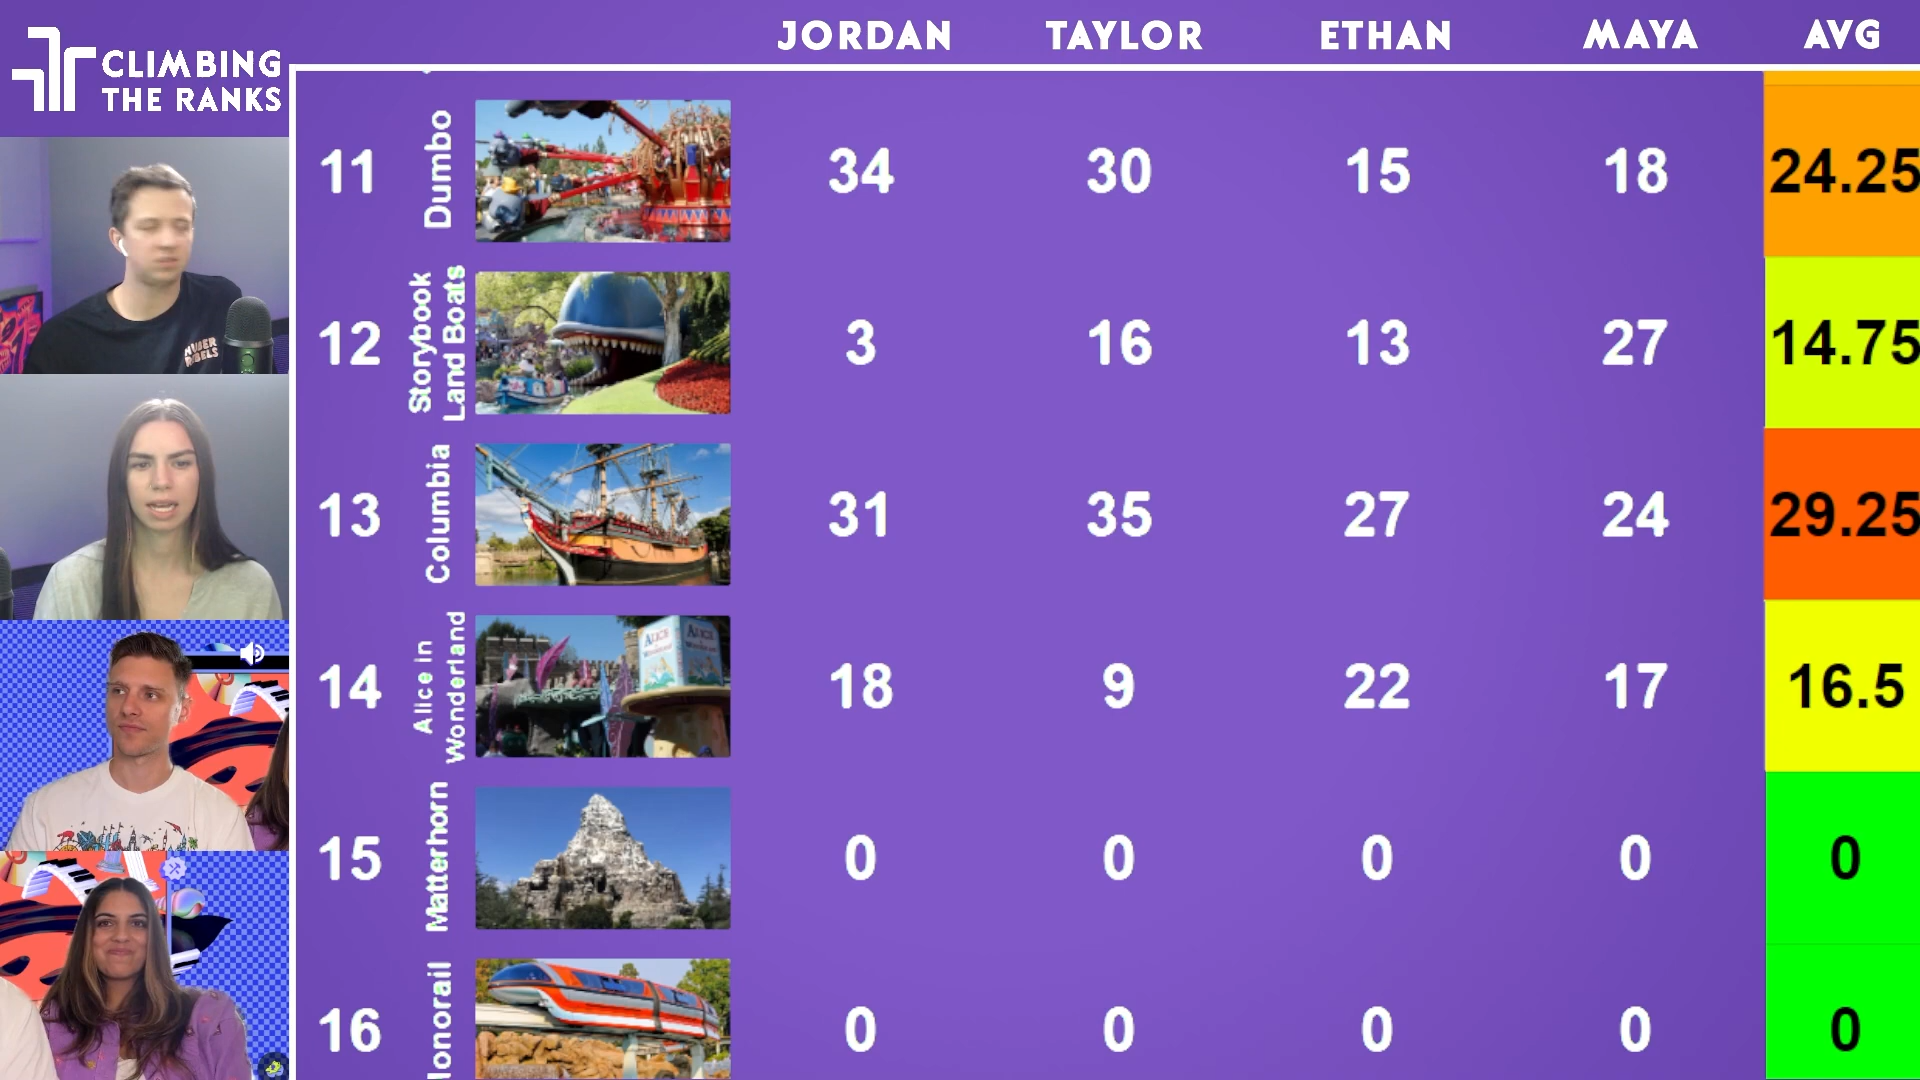 CLIMBING
THE RANKS
JORDAN TAYLOR ETHAN MAYA AVG
11 Dumbo 34 30 15 18 24.25
12 Storybook
Land Boats 3 16 13 27 14.75
13 Columbia 31 35 27 24 29.25
14 Alice in
Wonderland 18 9 22 17 16.5
15 Matterhorn 0 0 0 0 0
16 onorail 0 0 0 0 0
ALICE
ALICE